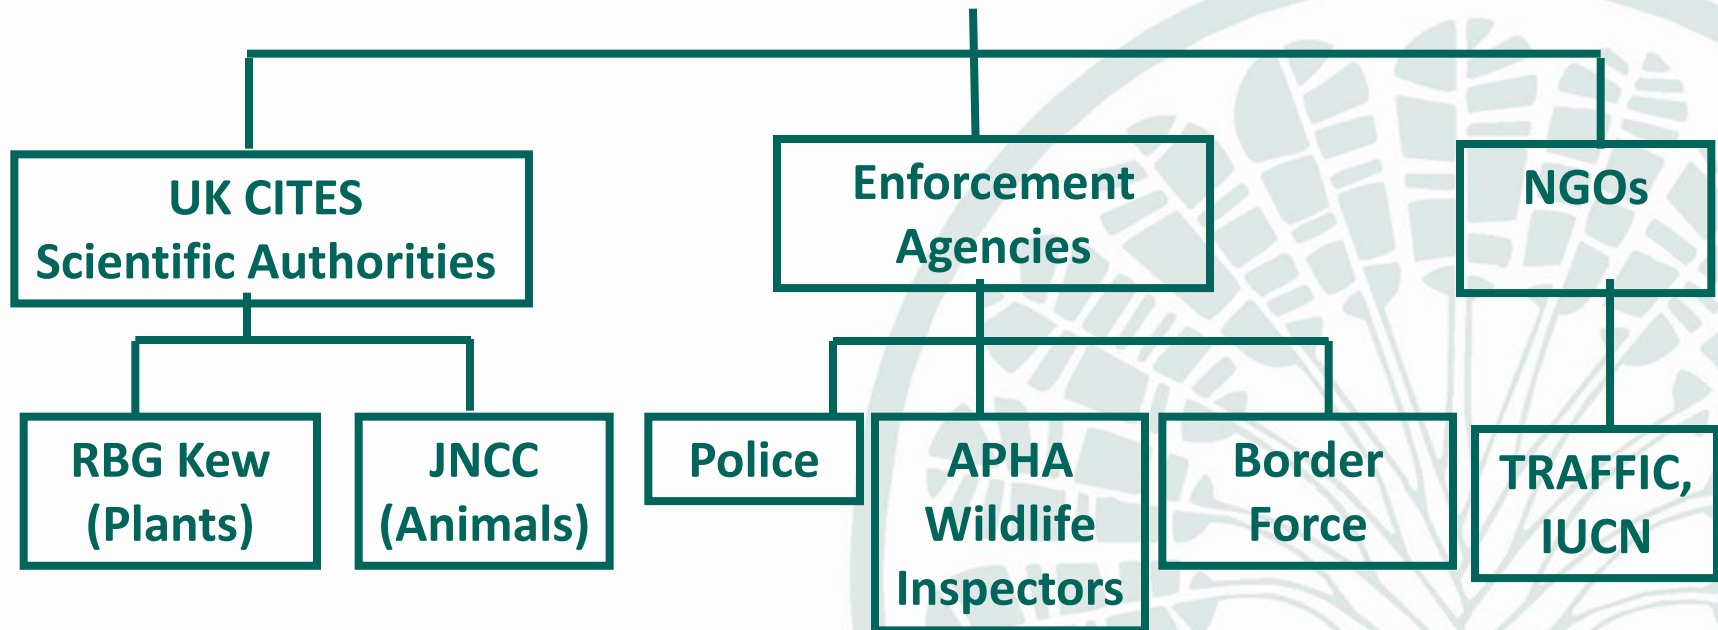 UK CITES
Scientific Authorities
Enforcement
Agencies
NGOs
RBG Kew
(Plants)
JNCC
(Animals)
Police
APHA
Wildlife
Inspectors
Border
Force
TRAFFIC,
IUCN